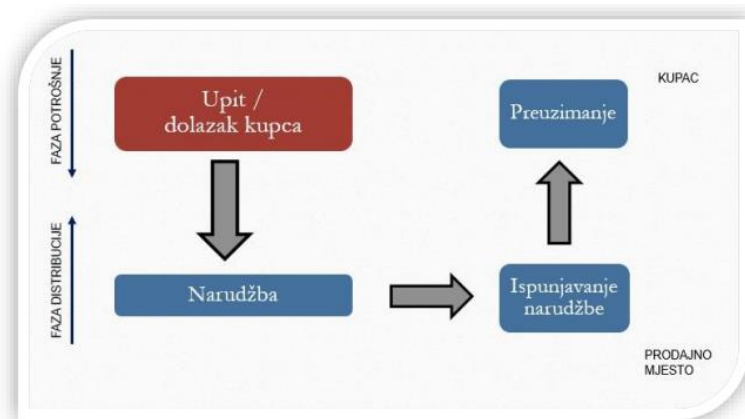 FAZA POTROŠNJE
Upit /
dolazak kupca
Preuzimanje
KUPAC
FAZA DISTRIBUCIJE
Narudžba
Ispunjavanje
narudžbe
PRODAJNO
MJESTO